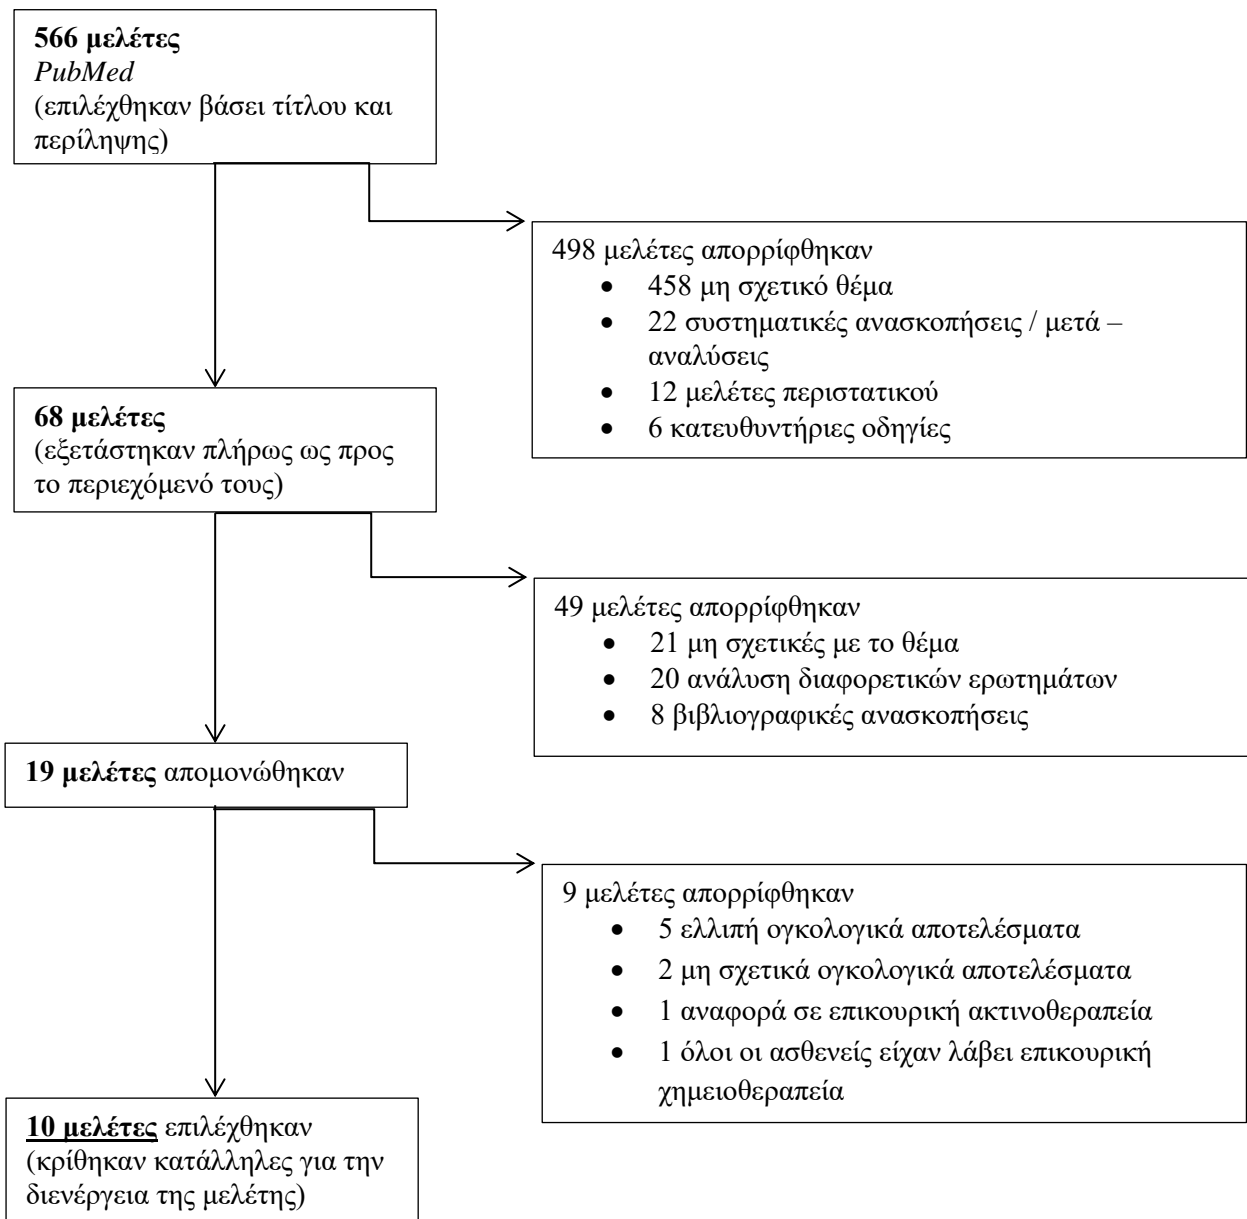 566 μελέτες
PubMed
(επιλέχθηκαν βάσει τίτλου και
περίληψης)
498 μελέτες απορρίφθηκαν
• 458 μη σχετικό θέμα
• 22 συστηματικές ανασκοπήσεις / μετά –
αναλύσεις
• 12 μελέτες περιστατικού
• 6 κατευθυντήριες οδηγίες
68 μελέτες
(εξετάστηκαν πλήρως ως προς
το περιεχόμενό τους)
49 μελέτες απορρίφθηκαν
• 21 μη σχετικές με το θέμα
• 20 ανάλυση διαφορετικών ερωτημάτων
• 8 βιβλιογραφικές ανασκοπήσεις
19 μελέτες απομονώθηκαν
9 μελέτες απορρίφθηκαν
• 5 ελλιπή ογκολογικά αποτελέσματα
• 2 μη σχετικά ογκολογικά αποτελέσματα
• 1 αναφορά σε επικουρική ακτινοθεραπεία
• 1 όλοι οι ασθενείς είχαν λάβει επικουρική
χημειοθεραπεία
10 μελέτες επιλέχθηκαν
(κρίθηκαν κατάλληλες για την
διενέργεια της μελέτης)